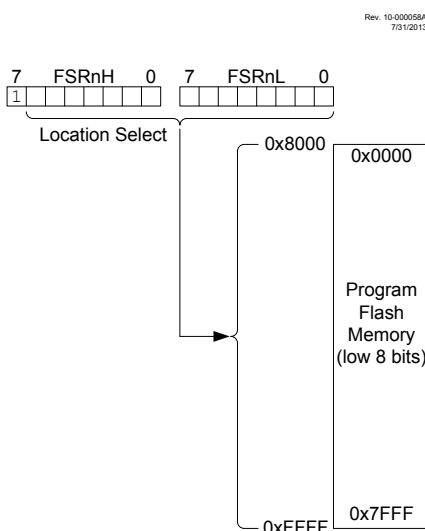 Rev. 10-000058A
7/31/2013
7 FSRnH 0 7 FSRnL 0
1
Location Select
0x8000
0x0000
Program
Flash
Memory
(low 8 bits)
0x7FFF
0xFFFF